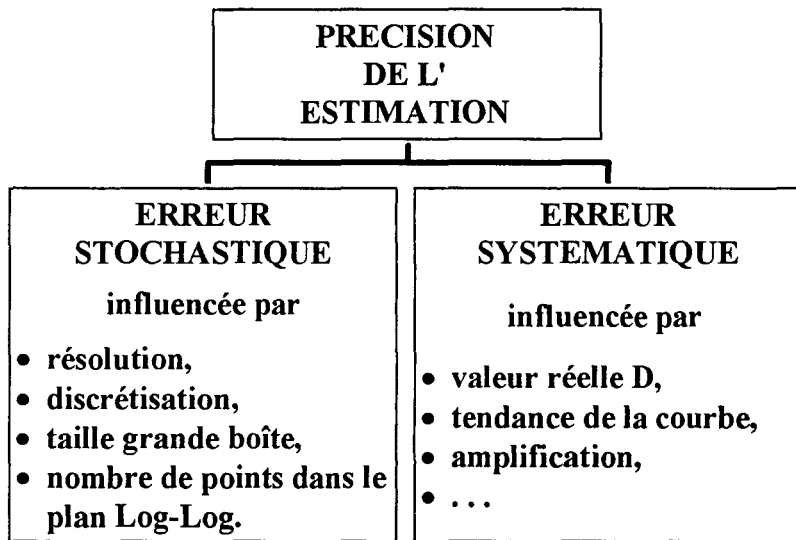 PRECISION
DE L'
ESTIMATION
ERREUR
STOCHASTIQUE
influencée par
• résolution,
• discrétisation,
• taille grande boîte,
• nombre de points dans le
plan Log-Log.
ERREUR
SYSTEMATIQUE
influencée par
• valeur réelle D,
• tendance de la courbe,
• amplification,
• . . .